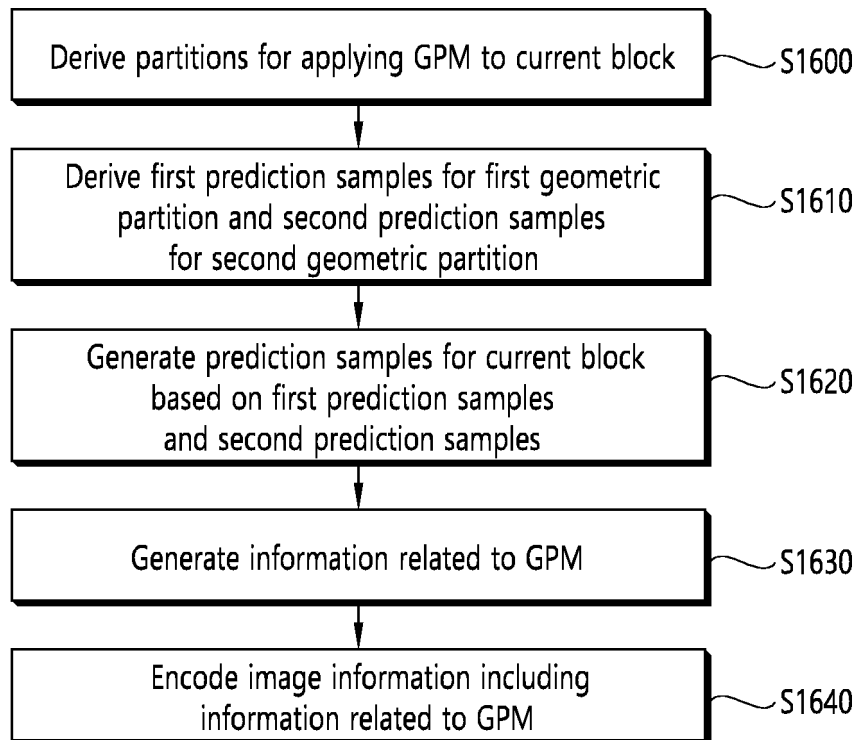 Derive partitions for applying GPM to current block
S1600
Derive first prediction samples for first geometric
partition and second prediction samples
for second geometric partition
S1610
Generate prediction samples for current block
based on first prediction samples
and second prediction samples
S1620
Generate information related to GPM
S1630
Encode image information including
information related to GPM
S1640